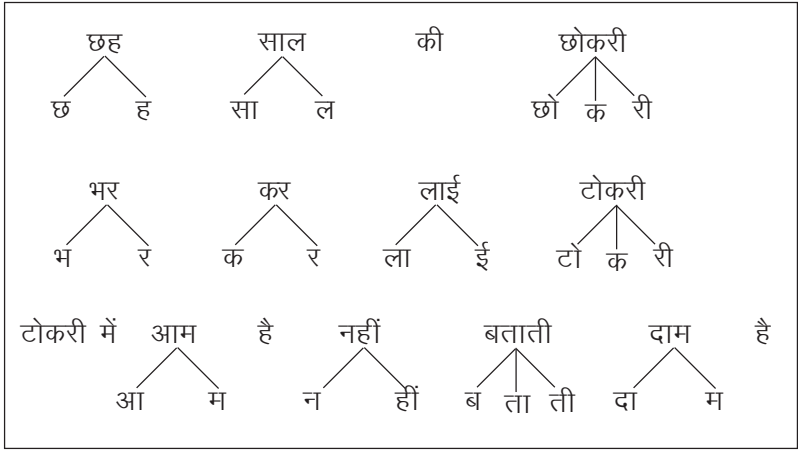 छह साल की छोकरी
छ ह सा ल छो क री
भर कर लाई टोकरी
भ र क र ला ई टो क री
टोकरी में आम है नहीं बताती दाम है
आ म न हीं ब ता ती दा म